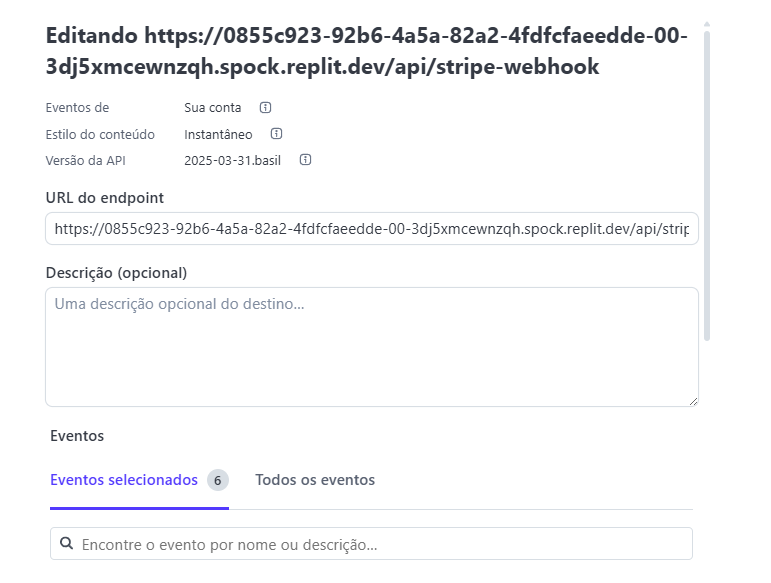 Editando https://0855c923-92b6-4a5a-82a2-4fdfcfaeedde-00-
3dj5xmcewnzqh.spock.replit.dev/api/stripe-webhook
Eventos de Sua conta
Estilo do conteúdo Instantâneo
Versão da API 2025-03-31.basil
URL do endpoint
https://0855c923-92b6-4a5a-82a2-4fdfcfaeedde-00-3dj5xmcewnzqh.spock.replit.dev/api/strip
Descrição (opcional)
Uma descrição opcional do destino...
Eventos
Eventos selecionados 6 Todos os eventos
Encontre o evento por nome ou descrição...